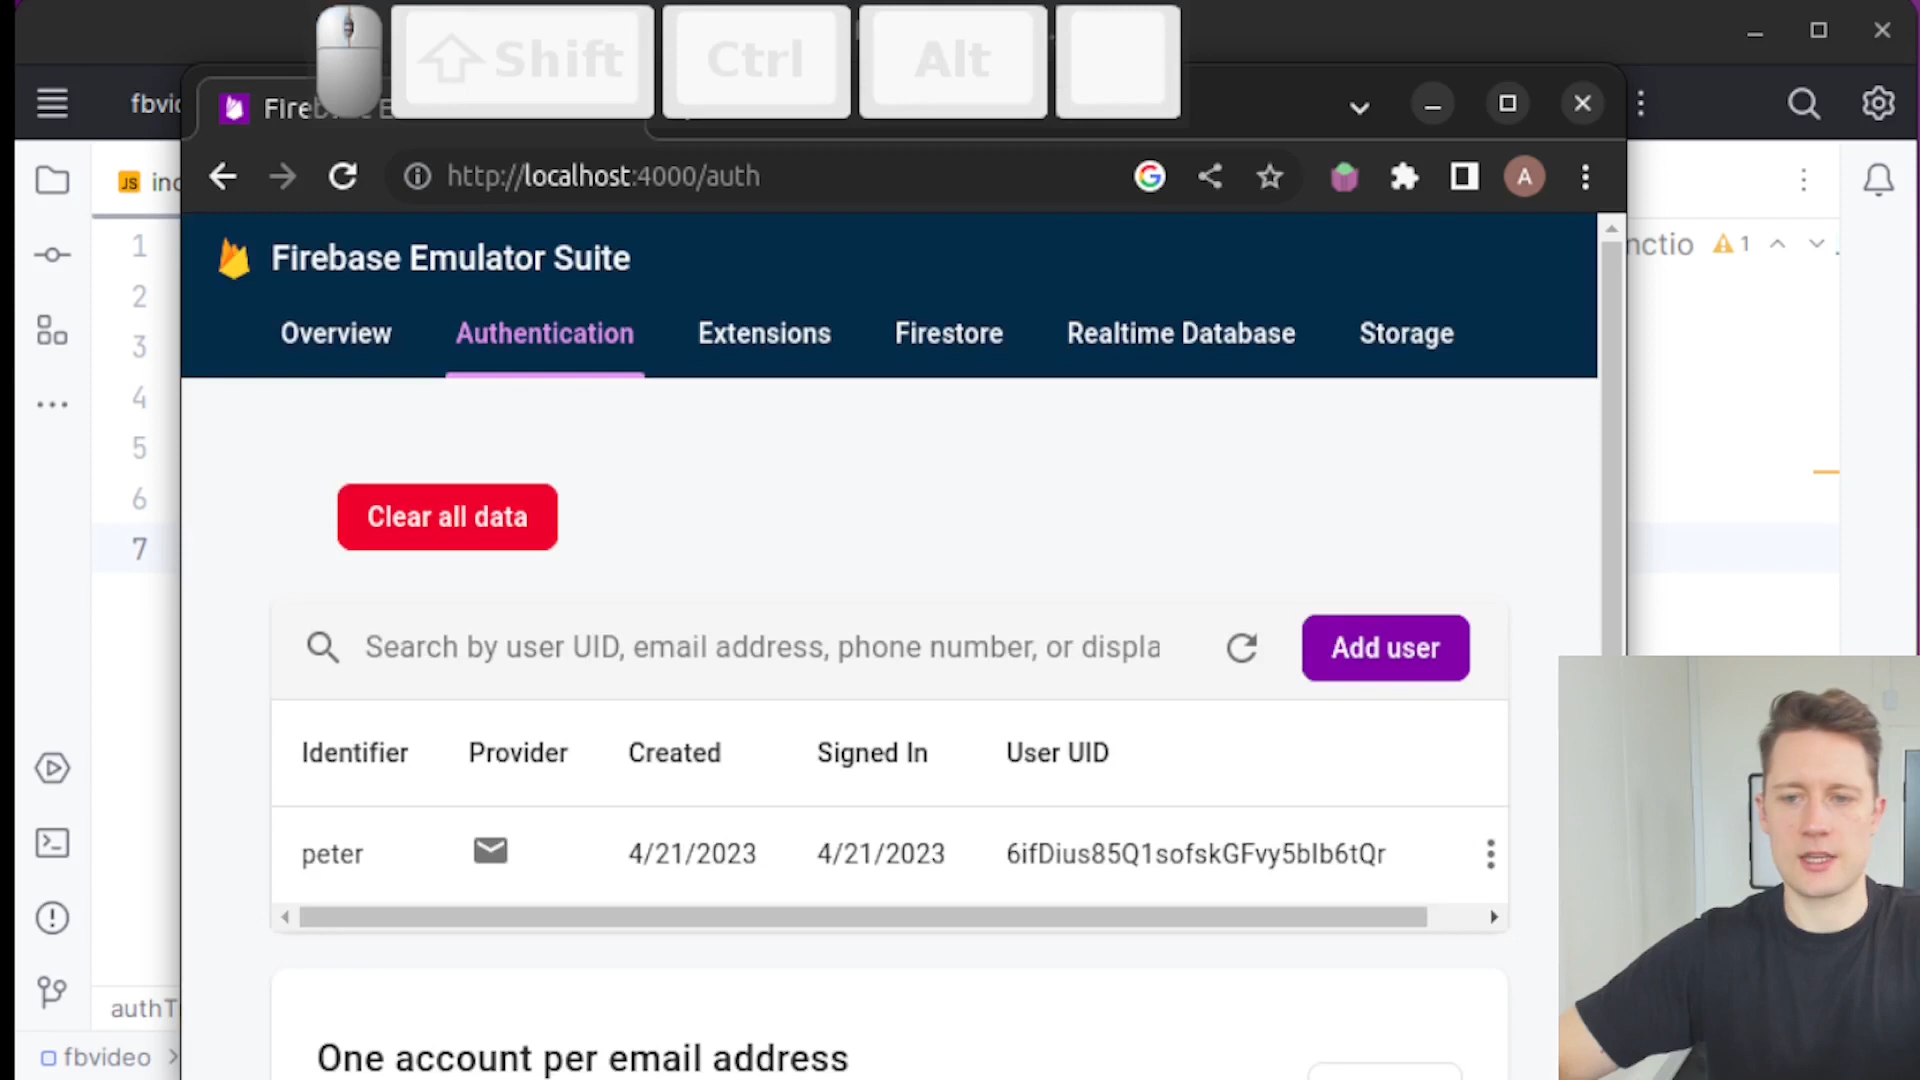 Shift Ctrl Alt
fbvid
http://localhost:4000/auth
A
JS
Firebase Emulator Suite
Overview Authentication Extensions Firestore Realtime Database Storage
1
2
3
4
5
6
7
nctio 1
Clear all data
Search by user UID, email address, phone number, or displa
Add user
Identifier Provider Created Signed In User UID
peter 4/21/2023 4/21/2023 6ifDius85Q1sofskGFvy5bIb6tQr
One account per email address
authT
fbvideo